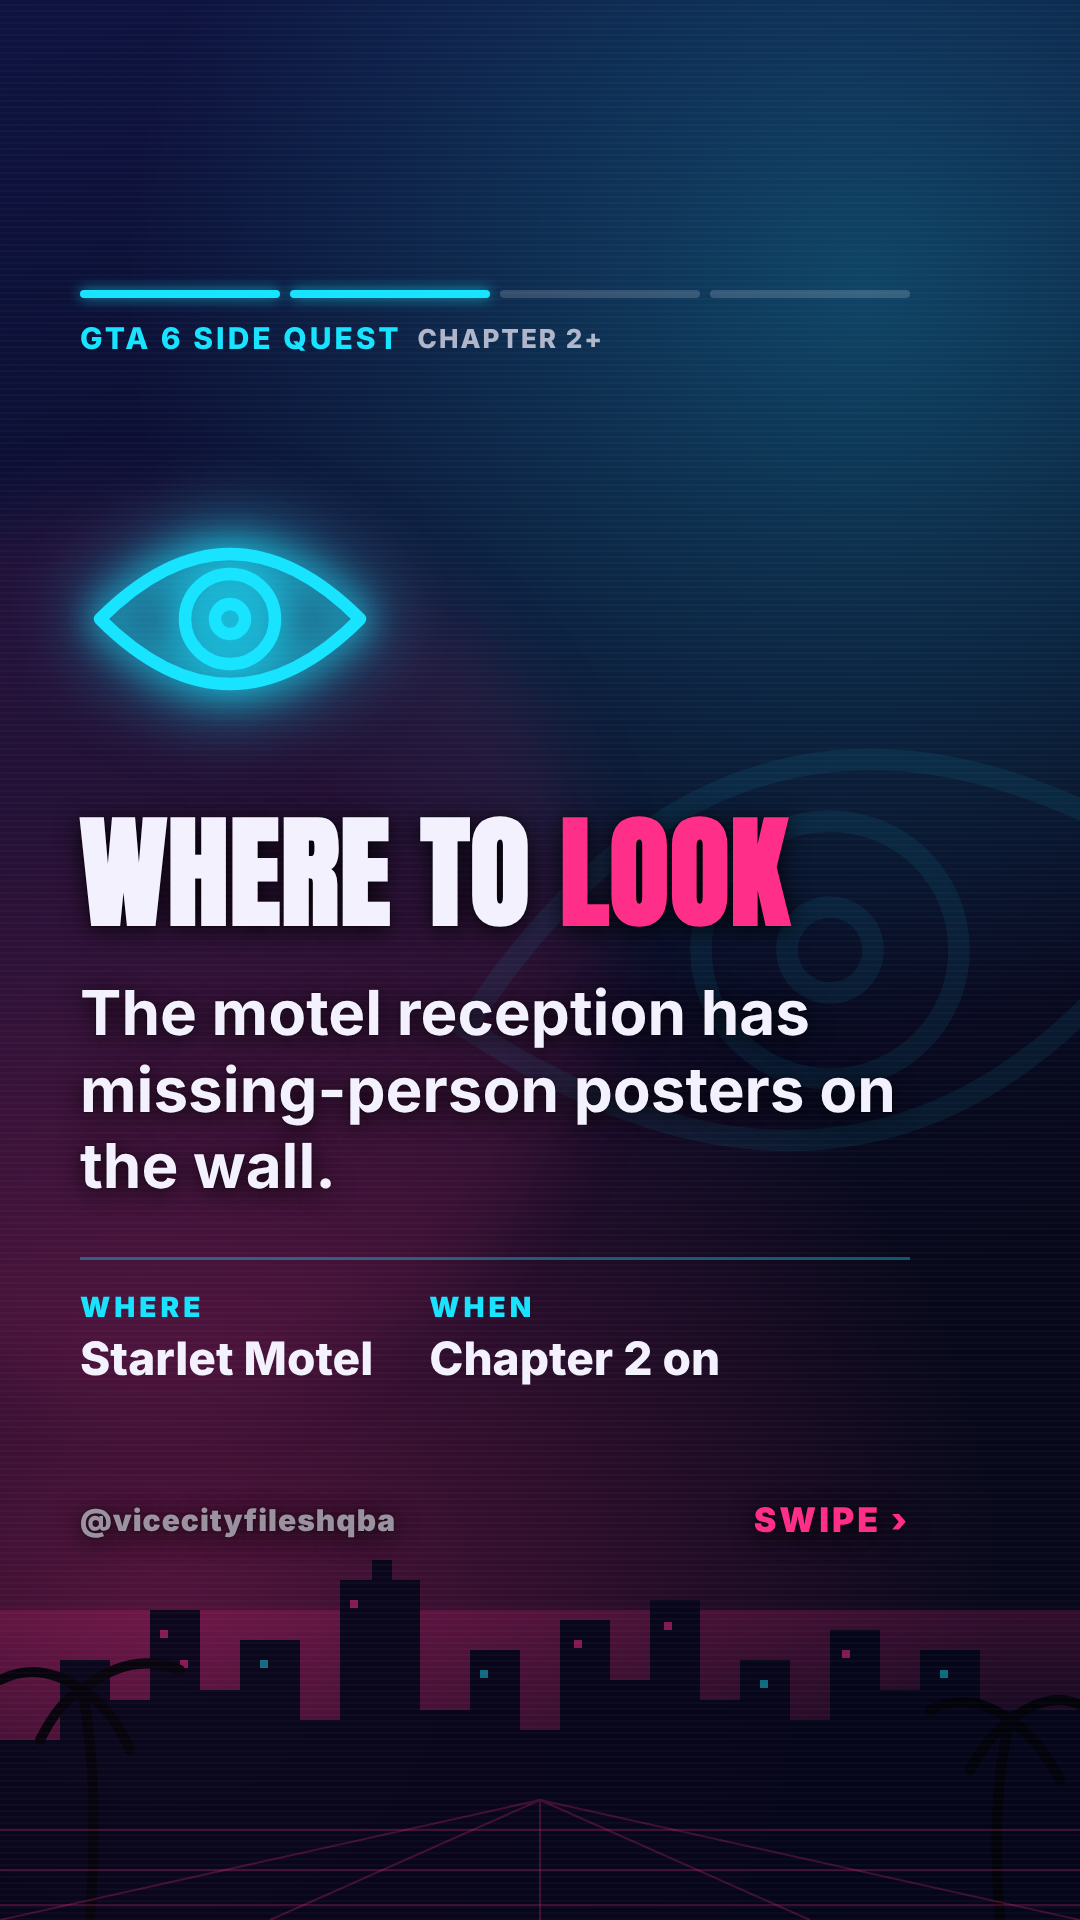 GTA 6 SIDE QUEST CHAPTER 2+
WHERE TO LOOK
The motel reception has
missing-person posters on
the wall.
WHERE WHEN
Starlet Motel Chapter 2 on
@vicecityfileshqba SWIPE ›